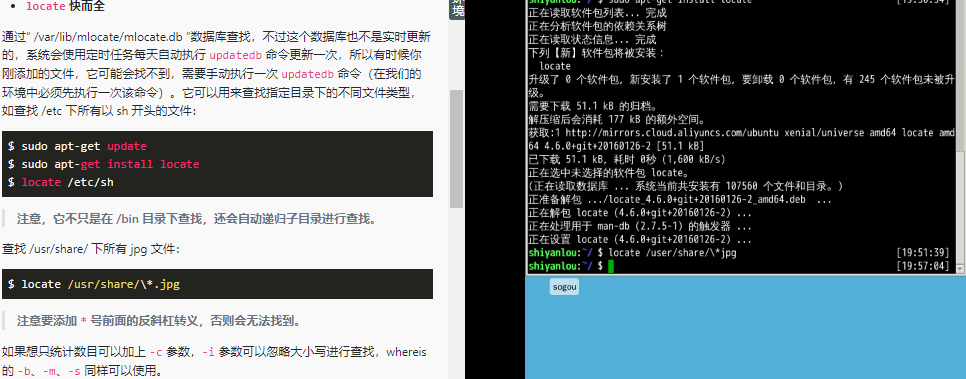 locate 快而全
通过“ /var/lib/mlocate/mlocate.db ”数据库查找，不过这个数据库也不是实时更新
的，系统会使用定时任务每天自动执行 updatedb 命令更新一次，所以有时候你
刚添加的文件，它可能会找不到，需要手动执行一次 updatedb 命令（在我们的
环境中必须先执行一次该命令）。它可以用来查找指定目录下的不同文件类型，
如查找 /etc 下所有以 sh 开头的文件：
$ sudo apt-get update
$ sudo apt-get install locate
$ locate /etc/sh
注意，它不只是在 /bin 目录下查找，还会自动递归子目录进行查找。
查找 /usr/share/ 下所有 jpg 文件：
$ locate /usr/share/\*.jpg
注意要添加 * 号前面的反斜杠转义，否则会无法找到。
如果想只统计数目可以加上 -c 参数，-i 参数可以忽略大小写进行查找，whereis
的 -b、-m、-s 同样可以使用。
境
正在读取软件包列表... 完成
正在分析软件包的依赖关系树
正在读取状态信息... 完成
下列【新】软件包将被安装：
locate
升级了 0 个软件包，新安装了 1 个软件包，要卸载 0 个软件包，有 245 个软件包未被升
级。
需要下载 51.1 kB 的归档。
解压缩后会消耗 177 kB 的额外空间。
获取:1 http://mirrors.cloud.aliyuncs.com/ubuntu xenial/universe amd64 locate amd
64 4.6.0+git+20160126-2 [51.1 kB]
已下载 51.1 kB，耗时 0秒 (1,600 kB/s)
正在选中未选择的软件包 locate。
(正在读取数据库 ... 系统当前共安装有 107560 个文件和目录。)
正准备解包 .../locate_4.6.0+git+20160126-2_amd64.deb ...
正在解包 locate (4.6.0+git+20160126-2) ...
正在处理用于 man-db (2.7.5-1) 的触发器 ...
正在设置 locate (4.6.0+git+20160126-2) ...
shiyanlou:~/ $ locate /user/share/\*jpg [19:51:39]
shiyanlou:~/ $ [19:57:04]
sogou